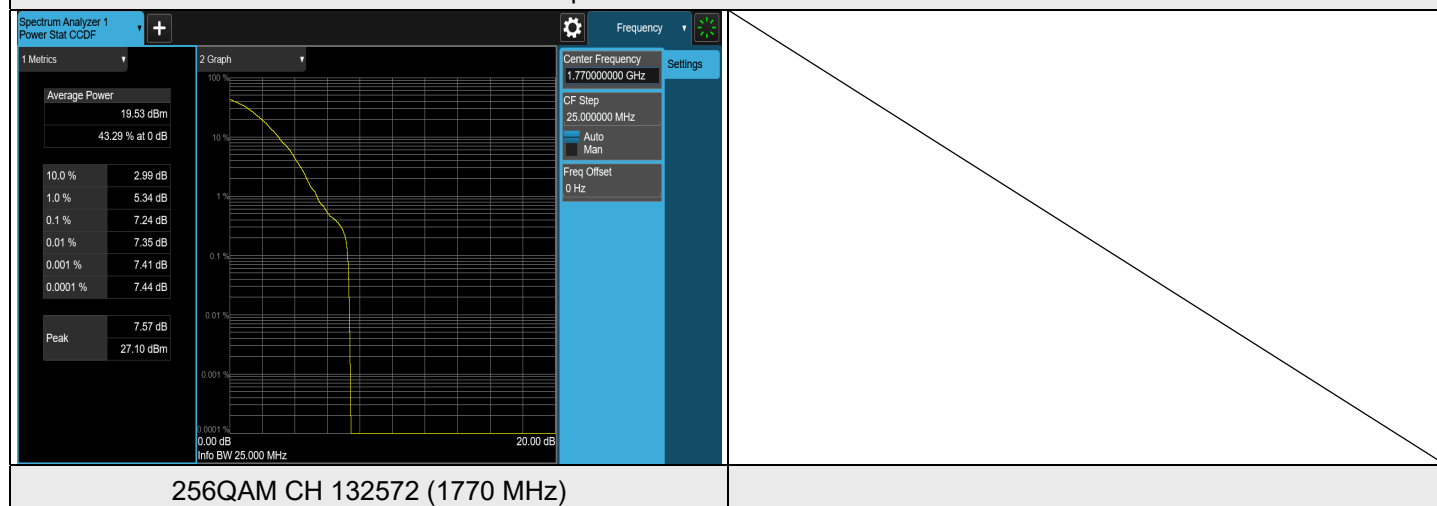 Spectrum Analyzer 1
Power Stat CCDF
+
Frequency
1 Metrics
2 Graph
Center Frequency
1.770000000 GHz
Settings
CF Step
25.000000 MHz
Auto
Man
Freq Offset
0 Hz
Average Power
19.53 dBm
43.29 % at 0 dB
10.0 % 2.99 dB
1.0 % 5.34 dB
0.1 % 7.24 dB
0.01 % 7.35 dB
0.001 % 7.41 dB
0.0001 % 7.44 dB
Peak
7.57 dB
27.10 dBm
100 %
10 %
1 %
0.1 %
0.01 %
0.001 %
0.0001 %
0.00 dB 20.00 dB
Info BW 25.000 MHz
256QAM CH 132572 (1770 MHz)